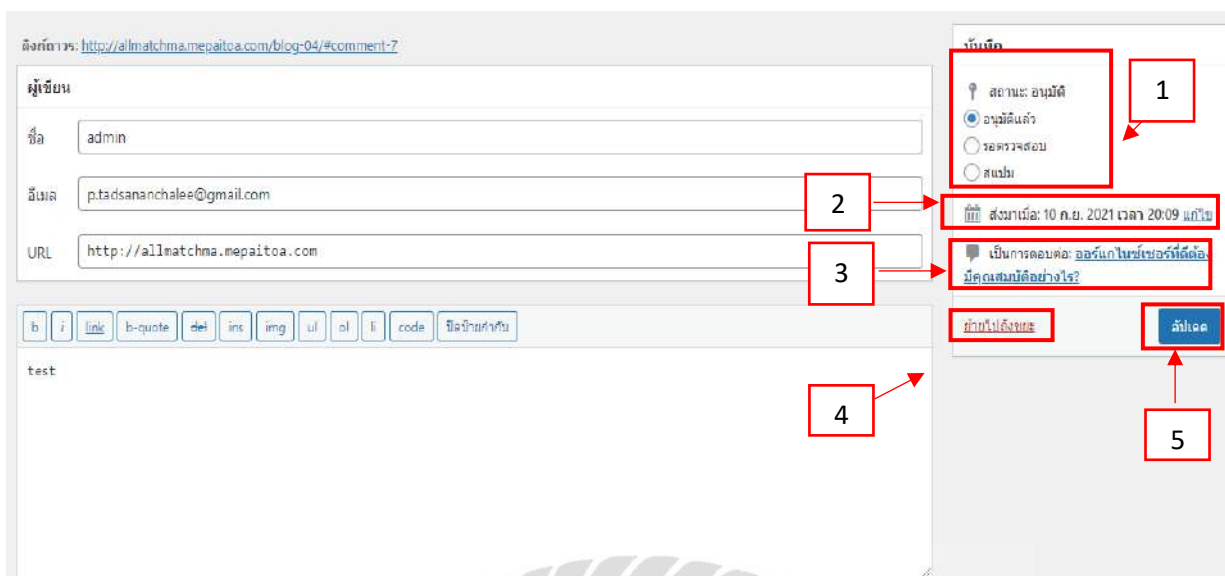 ลิงก์ถาวร: http://allmatchma.mepaitoa.com/blog-04/#comment-7
ผู้เขียน
ชื่อ admin
อีเมล p.tadsananchalee@gmail.com
URL http://allmatchma.mepaitoa.com
b i link b-quote del ins img ul ol li code ปิดป้ายกำกับ
test
บันทึก
สถานะ: อนุมัติ
อนุมัติแล้ว
รอตรวจสอบ
สแปม
ส่งมาเมื่อ: 10 ก.ย. 2021 เวลา 20:09 แก้ไข
เป็นการตอบต่อ: ออร์แกไนซ์เซอร์ที่ดีต้อง
มีคุณสมบัติอย่างไร?
ย้ายไปถังขยะ อัปเดต
1
2
3
4
5